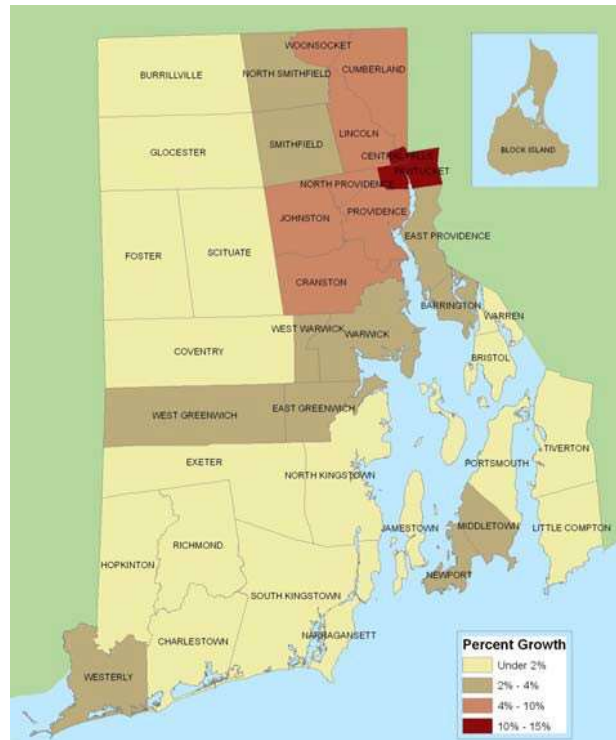 WOONSOCKET
BURRILLVILLE
NORTH SMITHFIELD
CUMBERLAND
GLOCESTER
SMITHFIELD
LINCOLN
CENTRAL FALLS
PAWTUCKET
NORTH PROVIDENCE
JOHNSTON
PROVIDENCE
FOSTER
SCITUATE
EAST PROVIDENCE
CRANSTON
BARRINGTON
WARREN
WEST WARWICK
WARWICK
COVENTRY
BRISTOL
WEST GREENWICH
EAST GREENWICH
TIVERTON
EXETER
PORTSMOUTH
NORTH KINGSTOWN
JAMESTOWN
MIDDLETOWN
LITTLE COMPTON
RICHMOND
HOPKINTON
NEWPORT
SOUTH KINGSTOWN
CHARLESTOWN
NARRAGANSETT
WESTERLY
BLOCK ISLAND
Percent Growth
Under 2%
2% - 4%
4% - 10%
10% - 15%